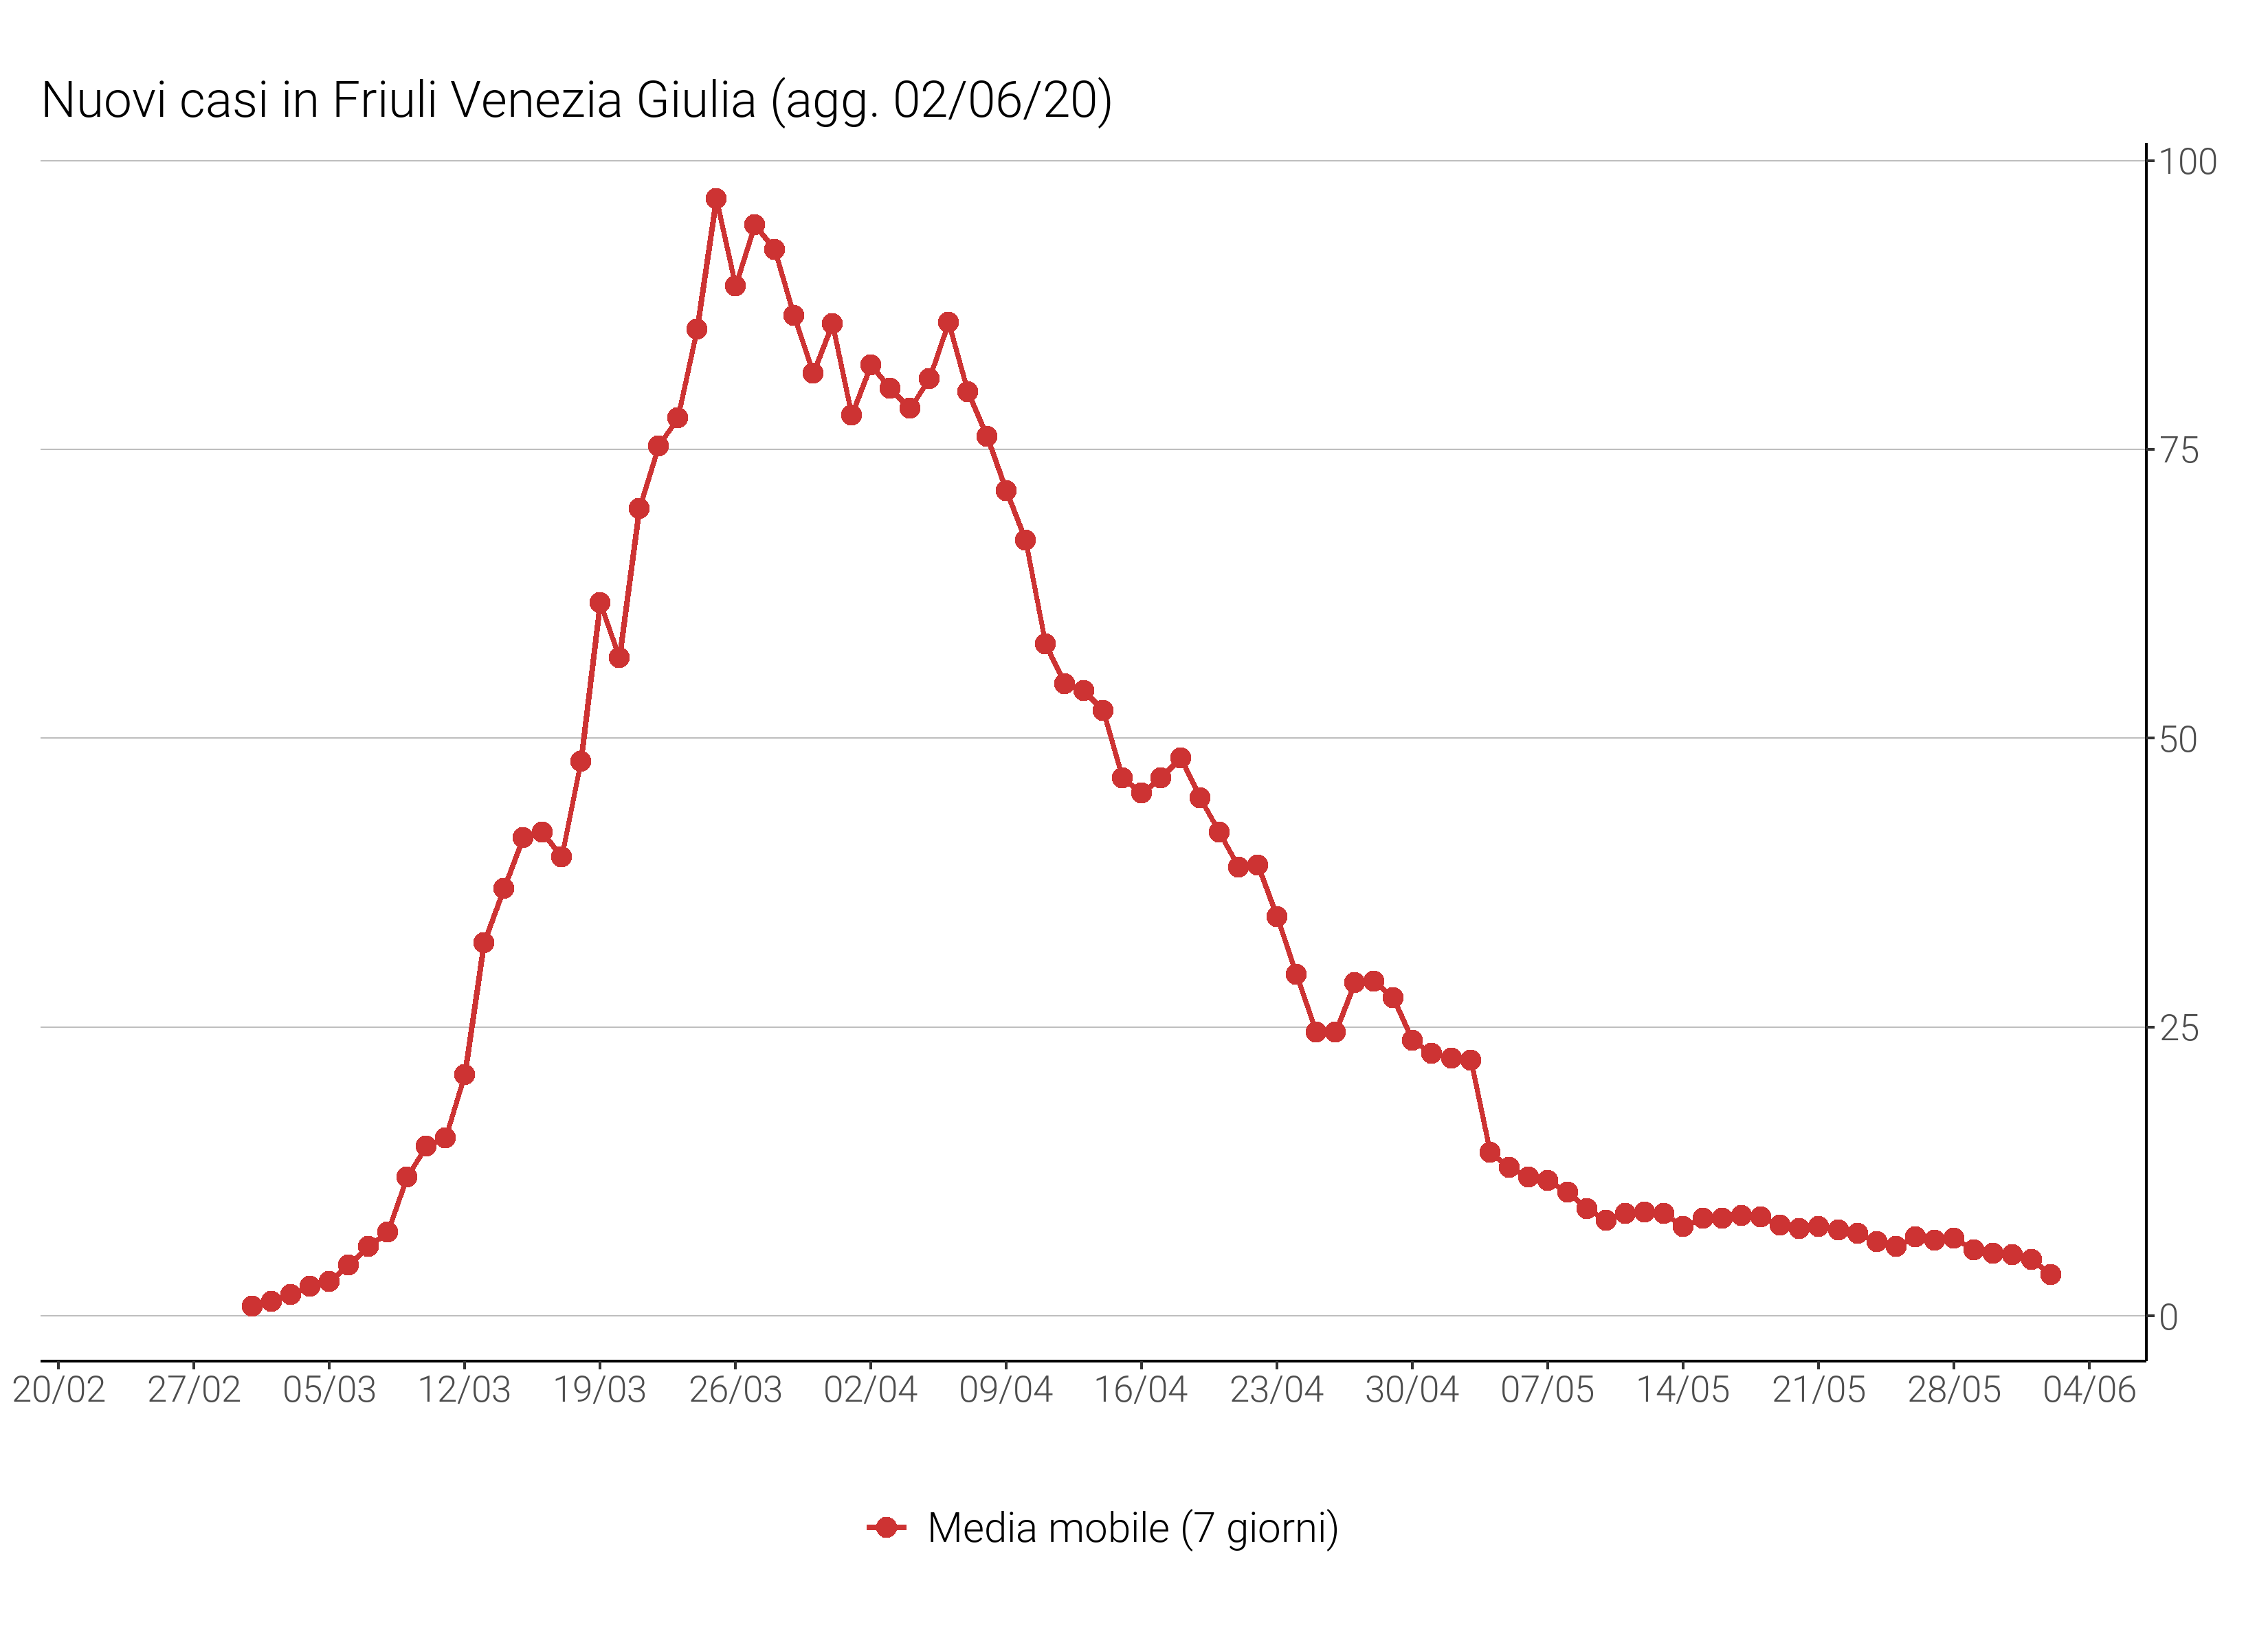 Nuovi casi in Friuli Venezia Giulia (agg. 02/06/20)
100
75
50
25
0
20/02 27/02 05/03 12/03 19/03 26/03 02/04 09/04 16/04 23/04 30/04 07/05 14/05 21/05 28/05 04/06
Media mobile (7 giorni)